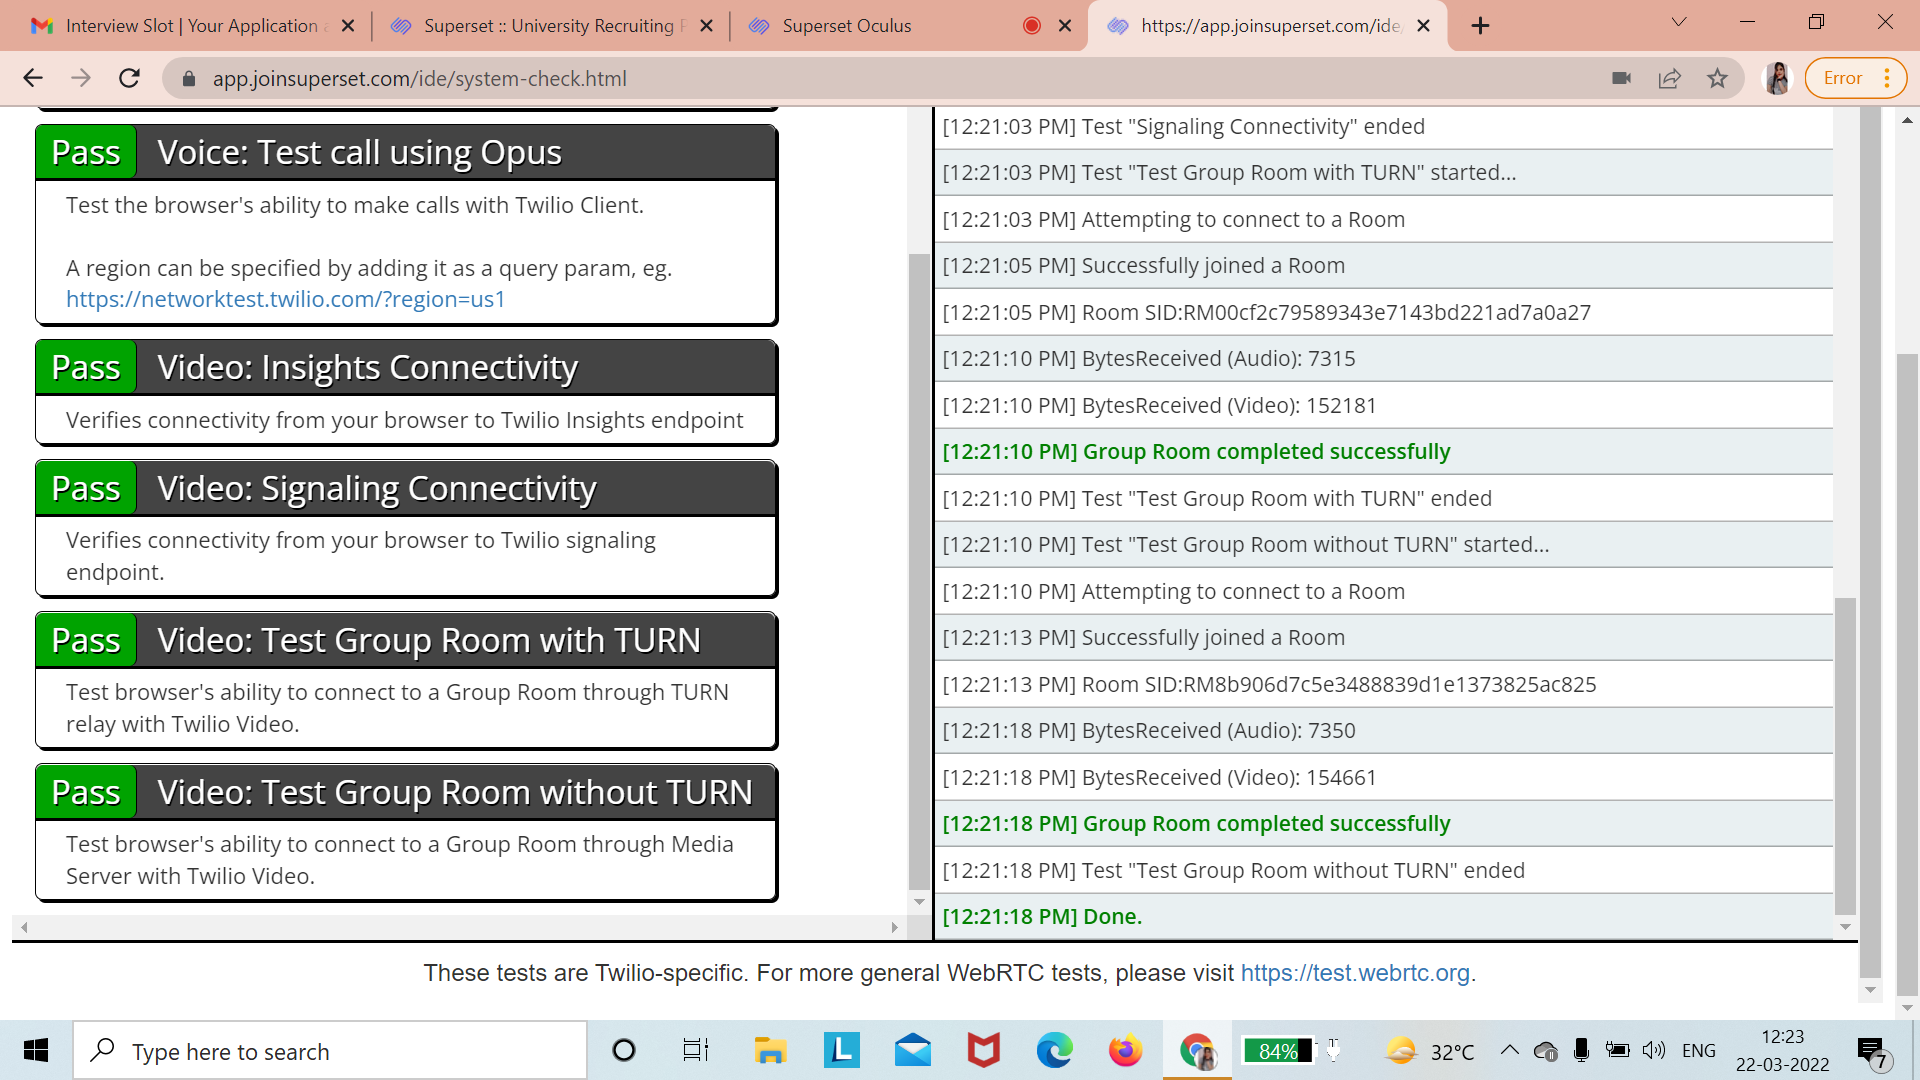 Interview Slot | Your Application a
Superset :: University Recruiting P
Superset Oculus
https://app.joinsuperset.com/ide/
app.joinsuperset.com/ide/system-check.html
Error
Pass Voice: Test call using Opus
Test the browser's ability to make calls with Twilio Client.
A region can be specified by adding it as a query param, eg.
https://networktest.twilio.com/?region=us1
Pass Video: Insights Connectivity
Verifies connectivity from your browser to Twilio Insights endpoint
Pass Video: Signaling Connectivity
Verifies connectivity from your browser to Twilio signaling
endpoint.
Pass Video: Test Group Room with TURN
Test browser's ability to connect to a Group Room through TURN
relay with Twilio Video.
Pass Video: Test Group Room without TURN
Test browser's ability to connect to a Group Room through Media
Server with Twilio Video.
[12:21:03 PM] Test "Signaling Connectivity" ended
[12:21:03 PM] Test "Test Group Room with TURN" started...
[12:21:03 PM] Attempting to connect to a Room
[12:21:05 PM] Successfully joined a Room
[12:21:05 PM] Room SID:RM00cf2c79589343e7143bd221ad7a0a27
[12:21:10 PM] BytesReceived (Audio): 7315
[12:21:10 PM] BytesReceived (Video): 152181
[12:21:10 PM] Group Room completed successfully
[12:21:10 PM] Test "Test Group Room with TURN" ended
[12:21:10 PM] Test "Test Group Room without TURN" started...
[12:21:10 PM] Attempting to connect to a Room
[12:21:13 PM] Successfully joined a Room
[12:21:13 PM] Room SID:RM8b906d7c5e3488839d1e1373825ac825
[12:21:18 PM] BytesReceived (Audio): 7350
[12:21:18 PM] BytesReceived (Video): 154661
[12:21:18 PM] Group Room completed successfully
[12:21:18 PM] Test "Test Group Room without TURN" ended
[12:21:18 PM] Done.
These tests are Twilio-specific. For more general WebRTC tests, please visit https://test.webrtc.org.
Type here to search
L
84%
32°C
ENG
12:23
22-03-2022
7